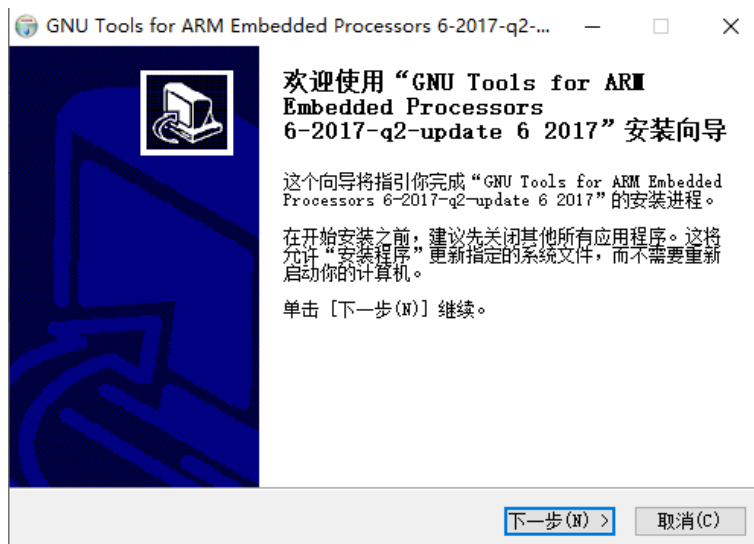 GNU Tools for ARM Embedded Processors 6-2017-q2-...
欢迎使用“GNU Tools for ARM
Embedded Processors
6-2017-q2-update 6 2017”安装向导
这个向导将指引你完成“GNU Tools for ARM Embedded
Processors 6-2017-q2-update 6 2017”的安装进程。
在开始安装之前，建议先关闭其他所有应用程序。这将
允许“安装程序”更新指定的系统文件，而不需要重新
启动你的计算机。
单击 [下一步(N)] 继续。
下一步(N) >
取消(C)